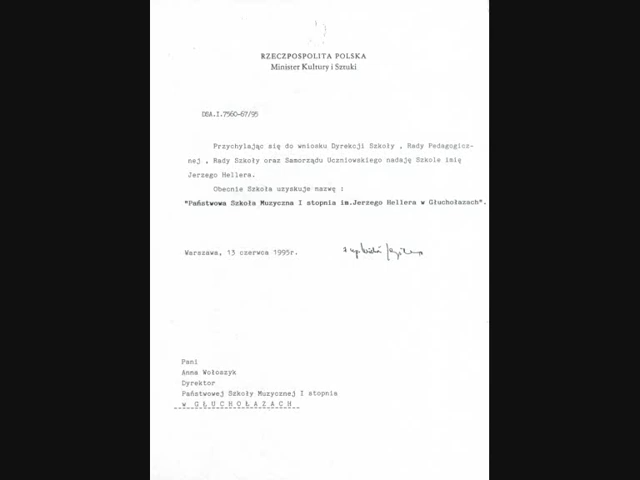 RZECZPOSPOLITA POLSKA
Minister Kultury i Sztuki
DSA.I.7560-67/95
Przychylając się do wniosku Dyrekcji Szkoły , Rady Pedagogicz-
nej , Rady Szkoły oraz Samorządu Uczniowskiego nadaję Szkole imię
Jerzego Hellera.
Obecnie Szkoła uzyskuje nazwę :
"Państwowa Szkoła Muzyczna I stopnia im.Jerzego Hellera w Głuchołazach".
Warszawa, 13 czerwca 1995r.
Pani
Anna Wołoszyk
Dyrektor
Państwowej Szkoły Muzycznej I stopnia
w G Ł U C H O Ł A Z A C H